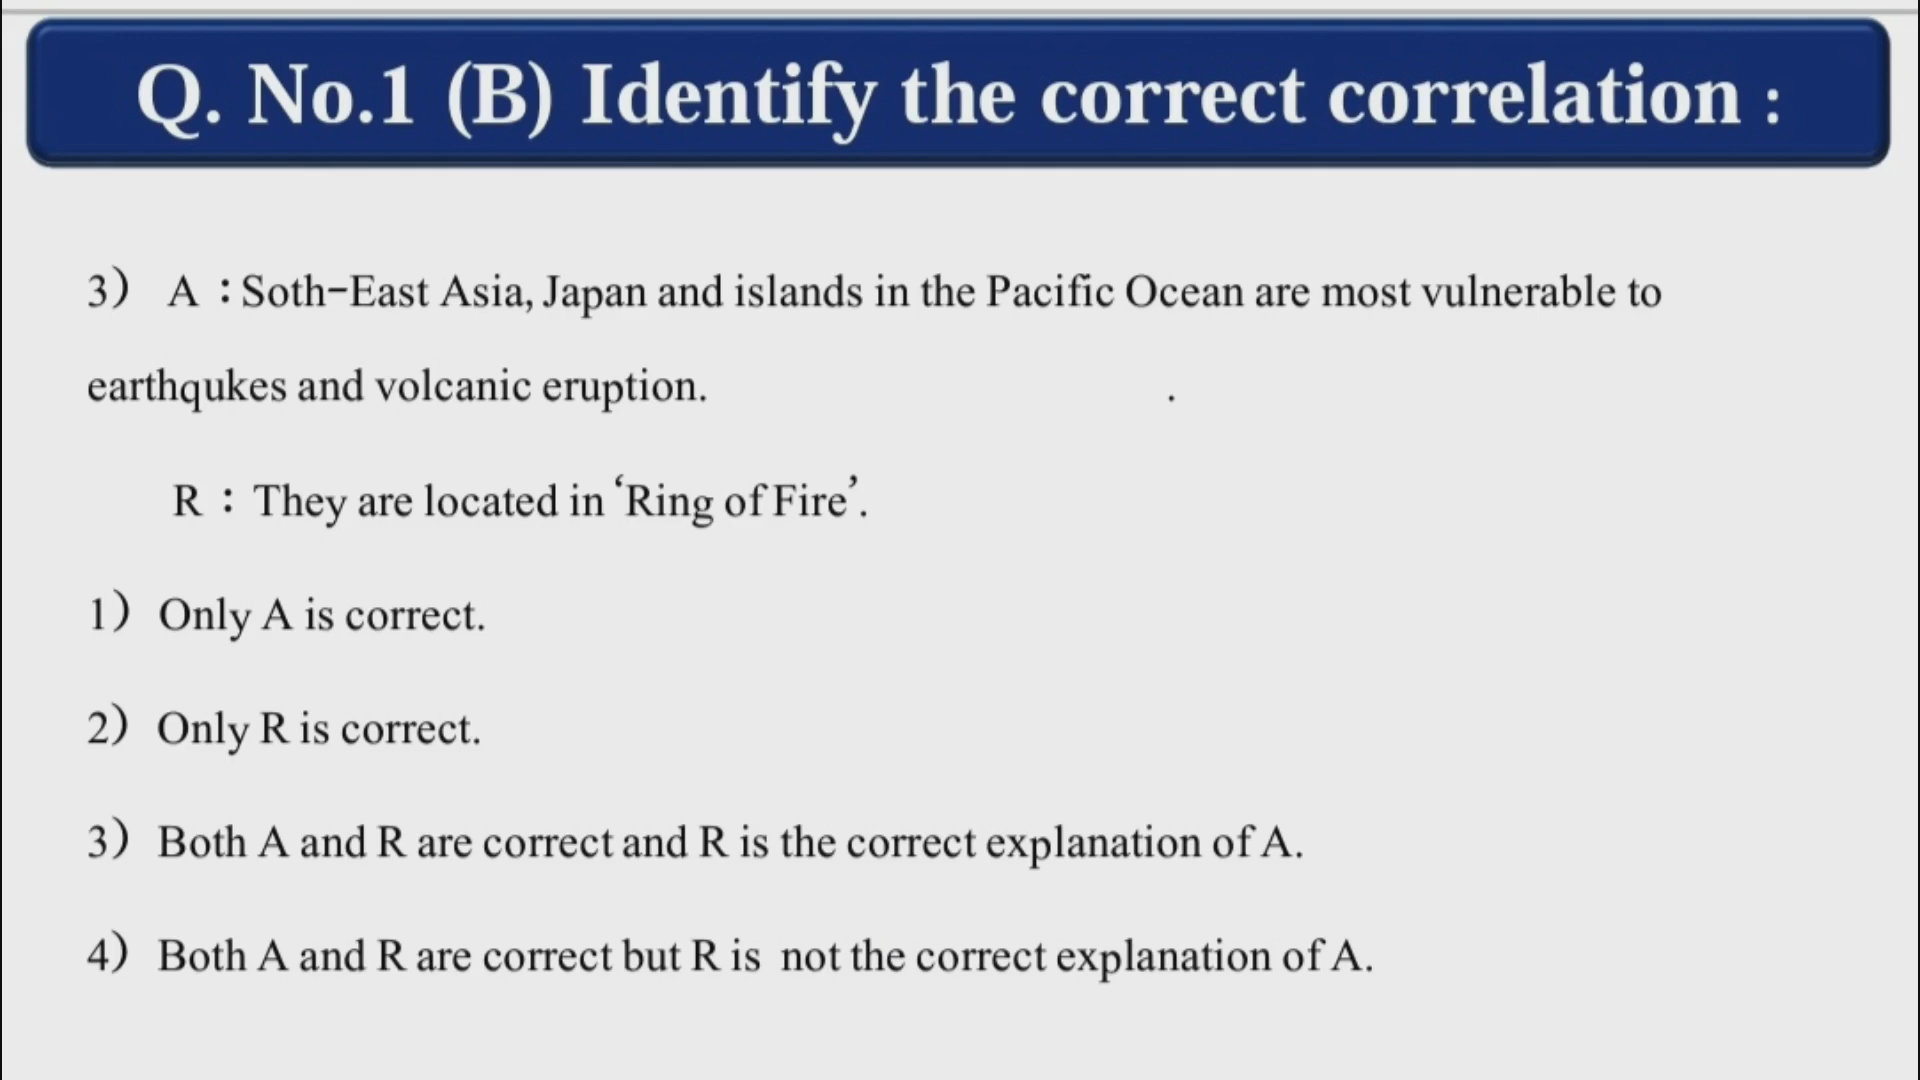 Q. No.1 (B) Identify the correct correlation :
3) A : Soth-East Asia, Japan and islands in the Pacific Ocean are most vulnerable to
earthqukes and volcanic eruption. .
R : They are located in ‘Ring of Fire’.
1) Only A is correct.
2) Only R is correct.
3) Both A and R are correct and R is the correct explanation of A.
4) Both A and R are correct but R is not the correct explanation of A.